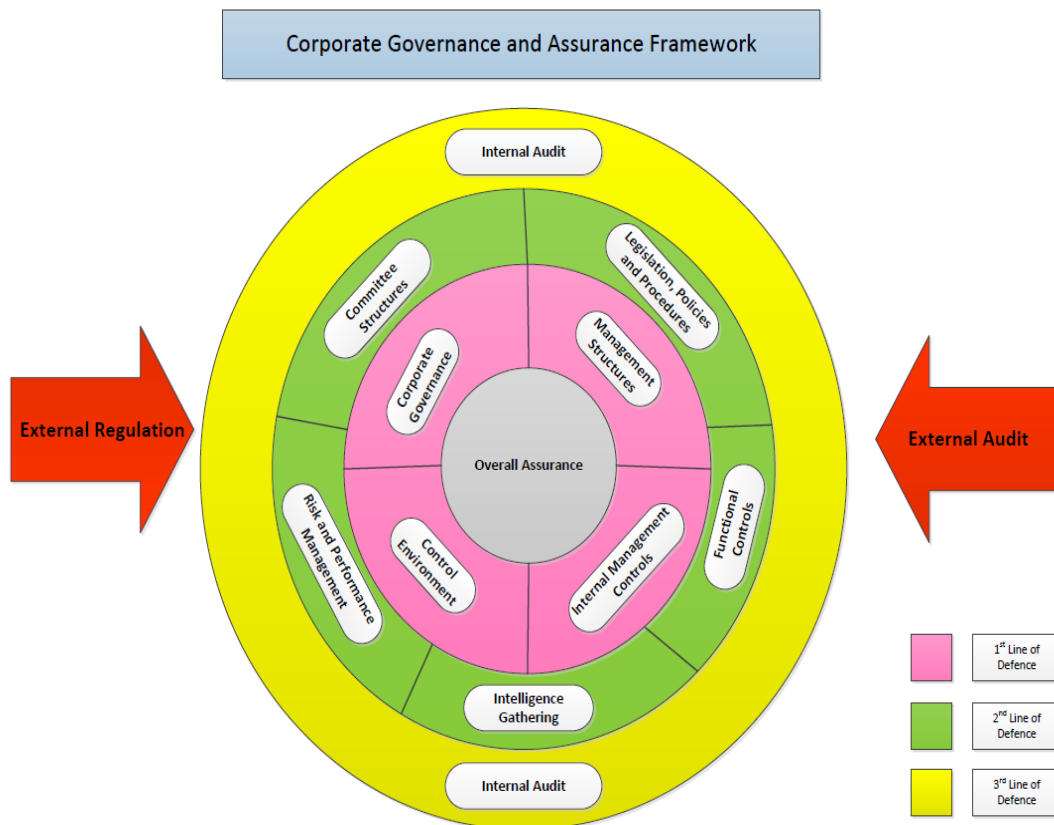 Corporate Governance and Assurance Framework
Internal Audit
Committee
Structures
Legislation, Policies
and Procedures
Corporate
Governance
Management
Structures
External Regulation
Overall Assurance
External Audit
Risk and Performance
Management
Control
Environment
Internal Management
Controls
Functional
Controls
Intelligence
Gathering
Internal Audit
1st Line of
Defence
2nd Line of
Defence
3rd Line of
Defence